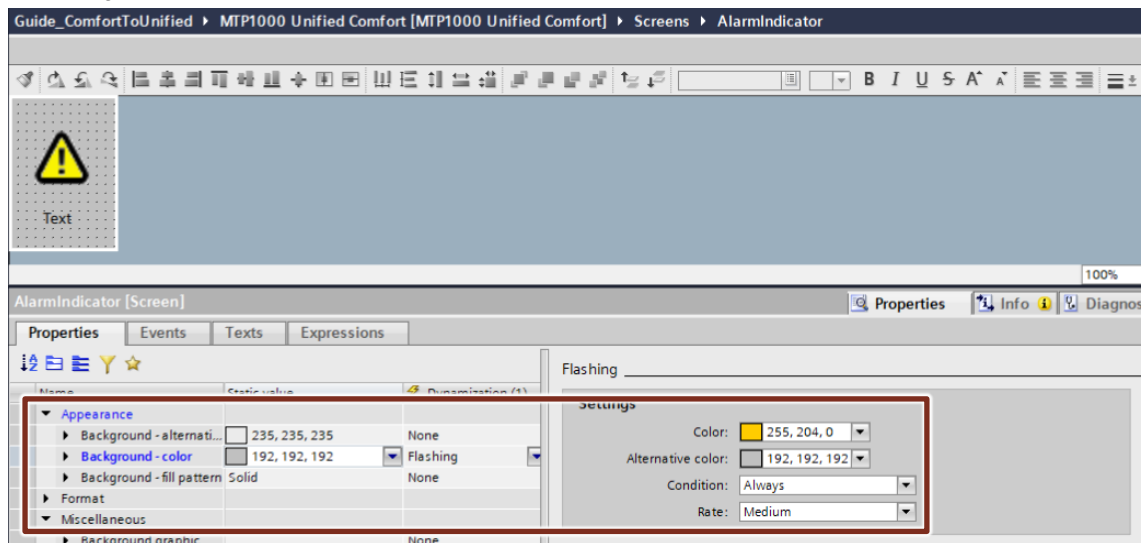 Guide_ComfortToUnified ▸ MTP1000 Unified Comfort [MTP1000 Unified Comfort] ▸ Screens ▸ AlarmIndicator
B I U S A A
Text
100%
AlarmIndicator [Screen]
Properties Info Diagnos
Properties Events Texts Expressions
Flashing
Name Static value Dynamization (1)
Settings
Appearance
Color: 255, 204, 0
Background - alternati... 235, 235, 235 None
Background - color 192, 192, 192 Flashing
Alternative color: 192, 192, 192
Background - fill pattern Solid None
Condition: Always
Format
Rate: Medium
Miscellaneous
Background graphic None